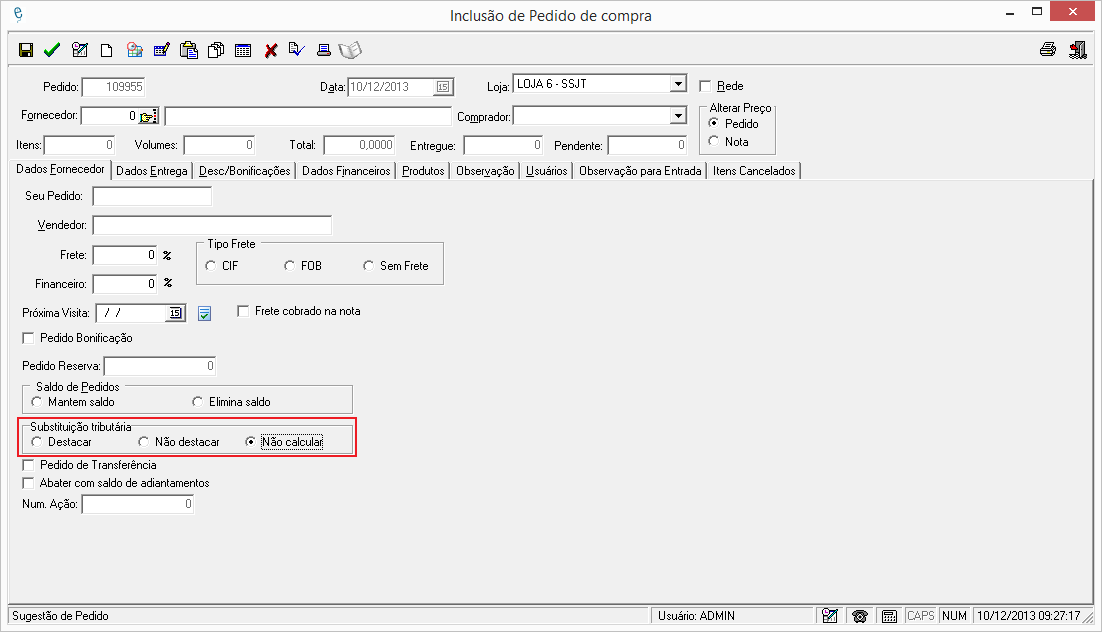 Inclusão de Pedido de compra
Pedido: 109955 Data: 10/12/2013 15 Loja: LOJA 6 - SSJT Rede
Fornecedor: 0 Comprador: Alterar Preço
Pedido
Nota
Itens: 0 Volumes: 0 Total: 0,0000 Entregue: 0 Pendente: 0
Dados Fornecedor Dados Entrega Desc/Bonificações Dados Financeiros Produtos Observação Usuários Observação para Entrada Itens Cancelados
Seu Pedido:
Vendedor:
Tipo Frete
Frete: 0 % CIF FOB Sem Frete
Financeiro: 0 %
Próxima Visita: / / 15 Frete cobrado na nota
Pedido Bonificação
Pedido Reserva: 0
Saldo de Pedidos
Mantem saldo Elimina saldo
Substituição tributária
Destacar Não destacar Não calcular
Pedido de Transferência
Abater com saldo de adiantamentos
Num. Ação: 0
Sugestão de Pedido Usuário: ADMIN CAPS NUM 10/12/2013 09:27:17